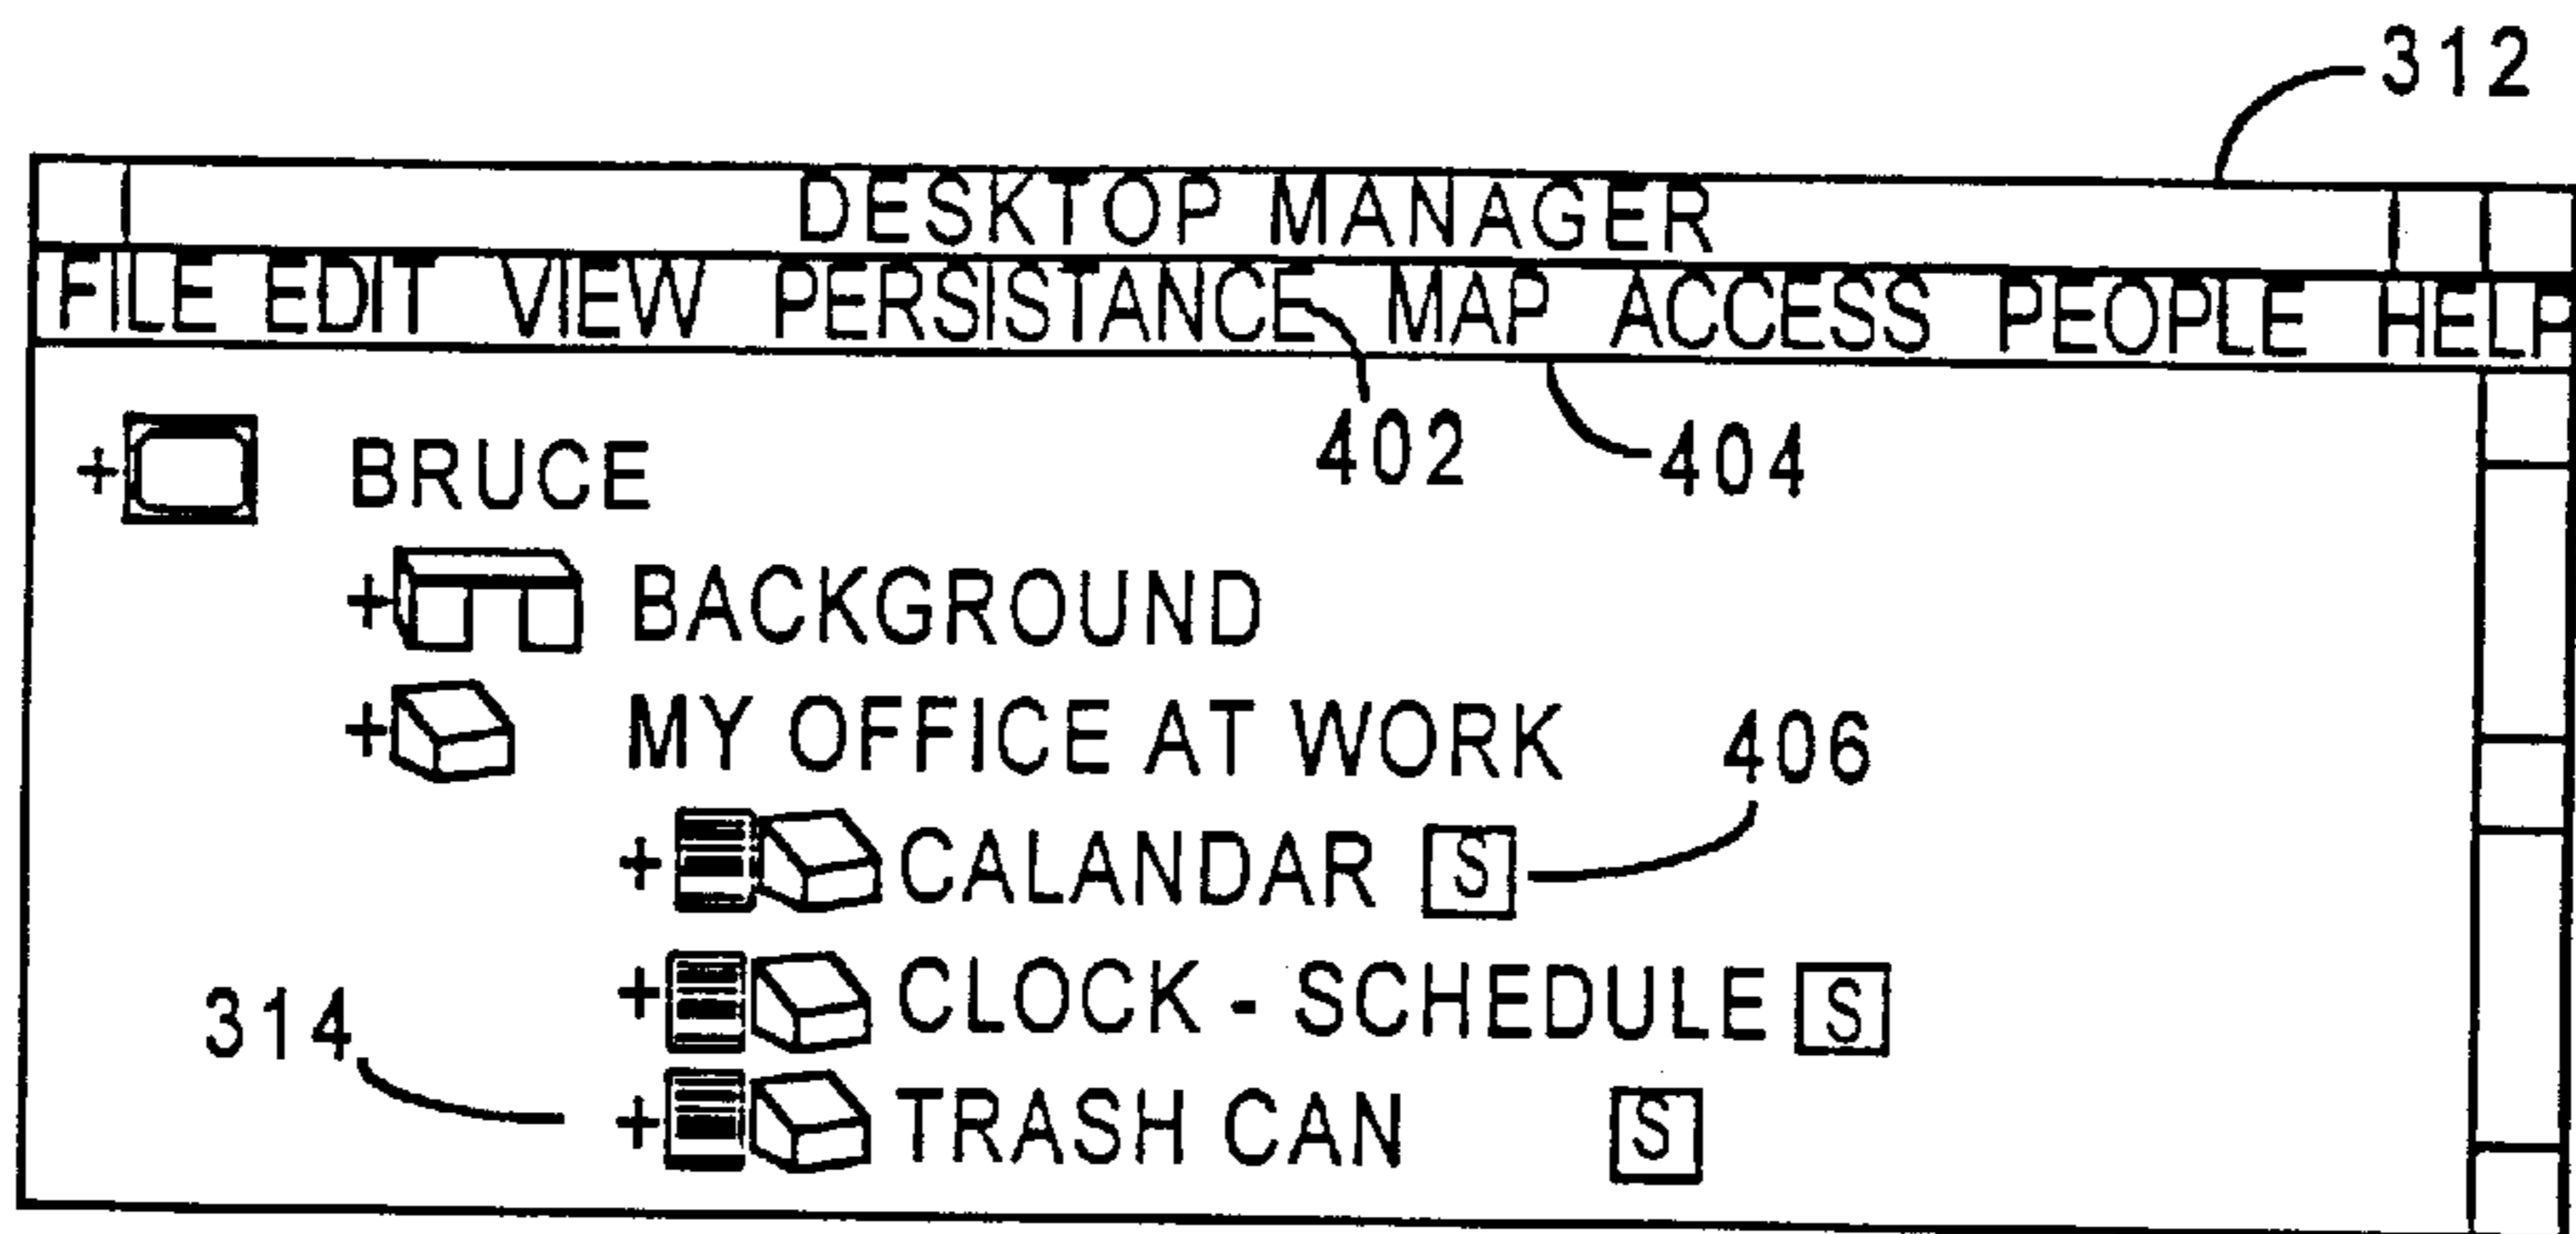 312
DESKTOP MANAGER
FILE EDIT VIEW PERSISTANCE MAP ACCESS PEOPLE HELP
402 404
BRUCE
BACKGROUND
MY OFFICE AT WORK 406
CALANDAR S
CLOCK - SCHEDULE S
314
TRASH CAN S